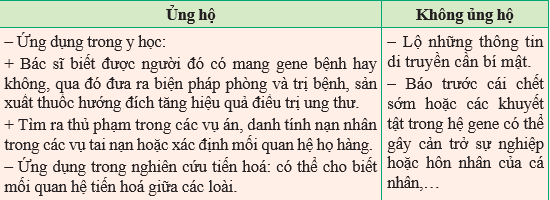 Ủng hộ
– Ứng dụng trong y học:
+ Bác sĩ biết được người đó có mang gene bệnh hay
không, qua đó đưa ra biện pháp phòng và trị bệnh, sản
xuất thuốc hướng đích tăng hiệu quả điều trị ung thư.
+ Tìm ra thủ phạm trong các vụ án, danh tính nạn nhân
trong các vụ tai nạn hoặc xác định mối quan hệ họ hàng.
– Ứng dụng trong nghiên cứu tiến hoá: có thể cho biết
mối quan hệ tiến hoá giữa các loài.
Không ủng hộ
– Lộ những thông tin
di truyền cần bí mật.
– Báo trước cái chết
sớm hoặc các khuyết
tật trong hệ gene có thể
gây cản trở sự nghiệp
hoặc hôn nhân của cá
nhân,…